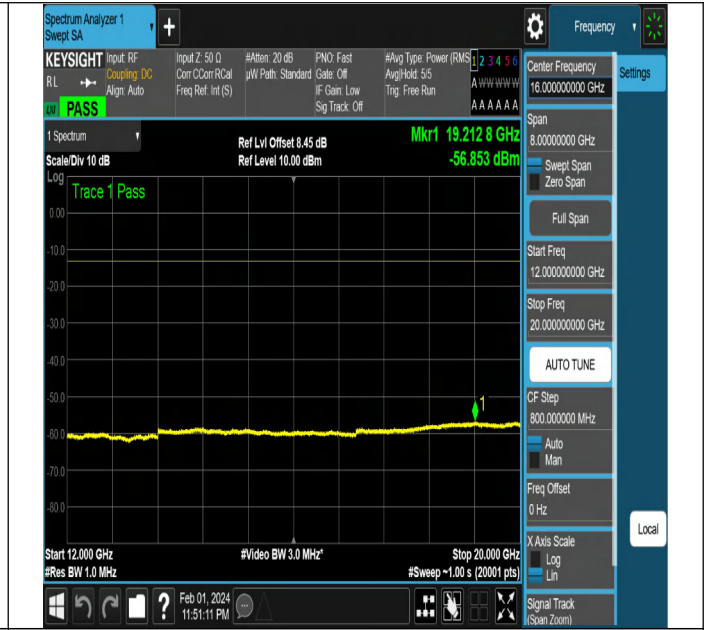 Spectrum Analyzer 1
Swept SA
+
Frequency
KEYSIGHT
R L
LXI
PASS
Input: RF
Coupling: DC
Align: Auto
Input Z: 50 Ω
Corr CCorr RCal
Freq Ref: Int (S)
#Atten: 20 dB
µW Path: Standard
PNO: Fast
Gate: Off
IF Gain: Low
Sig Track: Off
#Avg Type: Power (RMS
Avg|Hold: 5/5
Trig: Free Run
1 2 3 4 5 6
A W W W W W
A A A A A A
1 Spectrum
Scale/Div 10 dB
Ref Lvl Offset 8.45 dB
Ref Level 10.00 dBm
Mkr1 19.212 8 GHz
-56.853 dBm
Log
Trace 1 Pass
0.00
-10.0
-20.0
-30.0
-40.0
-50.0
-60.0
-70.0
-80.0
1
Start 12.000 GHz
#Res BW 1.0 MHz
#Video BW 3.0 MHz*
Stop 20.000 GHz
#Sweep ~1.00 s (20001 pts)
?
Feb 01, 2024
11:51:11 PM
Center Frequency
16.000000000 GHz
Settings
Span
8.00000000 GHz
Swept Span
Zero Span
Full Span
Start Freq
12.000000000 GHz
Stop Freq
20.000000000 GHz
AUTO TUNE
CF Step
800.000000 MHz
Auto
Man
Freq Offset
0 Hz
X Axis Scale
Log
Lin
Local
Signal Track
(Span Zoom)